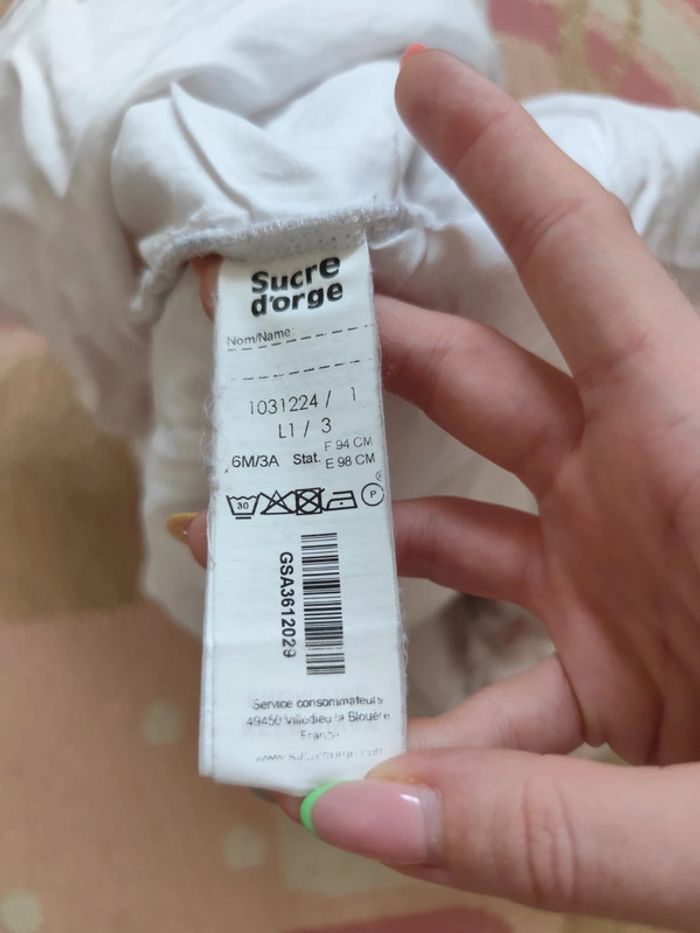 Sucre
d'orge
Nom/Name:
1031224 / 1
L1 / 3
6M/3A Stat. F 94 CM
E 98 CM
30 P
GSA3612029
Service consommateurs
49450 Villedieu la Blouère
France